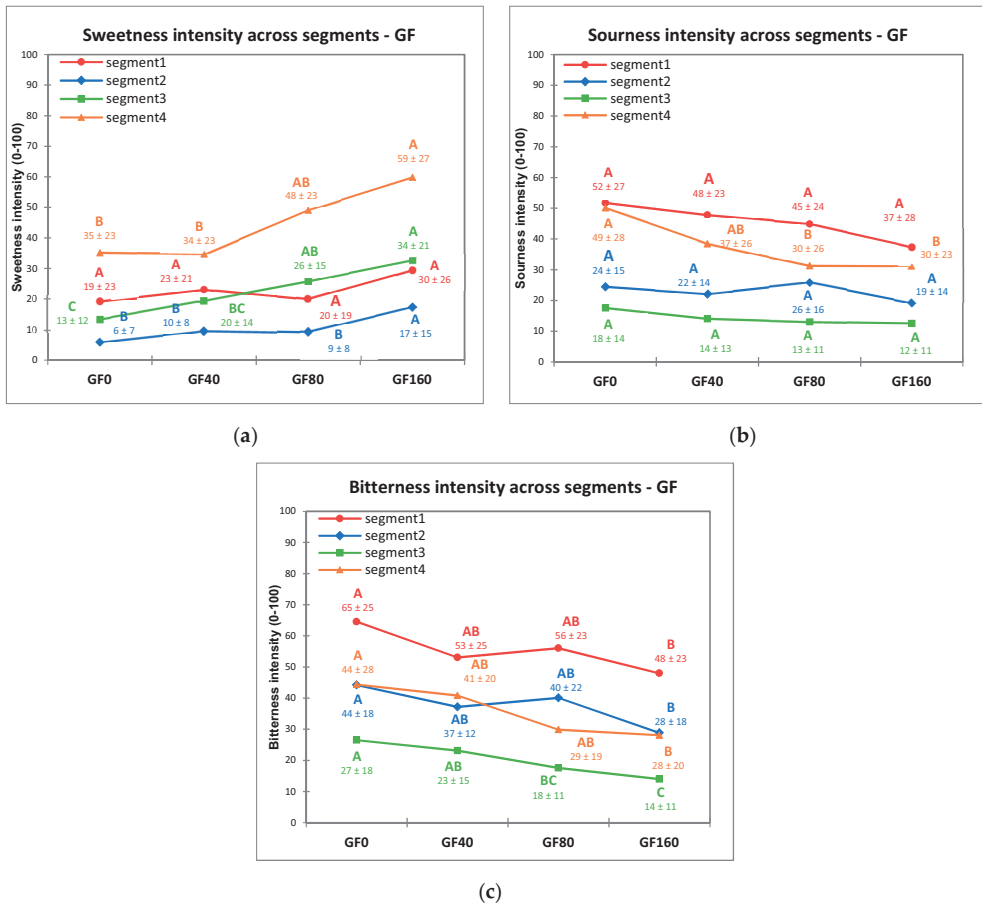 Sweetness intensity across segments - GF
Sweetness intensity (0-100)
100
90
80
70
60
50
40
30
20
10
0
segment1
segment2
segment3
segment4
B
35 ± 23
B
34 ± 23
AB
48 ± 23
A
59 ± 27
A
19 ± 23
A
23 ± 21
A
20 ± 19
A
30 ± 26
C
13 ± 12
BC
20 ± 14
AB
26 ± 15
A
34 ± 21
B
6 ± 7
B
10 ± 8
B
9 ± 8
A
17 ± 15
GF0 GF40 GF80 GF160
(a)
Sourness intensity across segments - GF
Sourness intensity (0-100)
100
90
80
70
60
50
40
30
20
10
0
segment1
segment2
segment3
segment4
A
52 ± 27
A
48 ± 23
A
45 ± 24
A
37 ± 28
A
49 ± 28
AB
37 ± 26
B
30 ± 26
B
30 ± 23
A
24 ± 15
A
22 ± 14
A
26 ± 16
A
19 ± 14
A
18 ± 14
A
14 ± 13
A
13 ± 11
A
12 ± 11
GF0 GF40 GF80 GF160
(b)
Bitterness intensity across segments - GF
Bitterness intensity (0-100)
100
90
80
70
60
50
40
30
20
10
0
segment1
segment2
segment3
segment4
A
65 ± 25
AB
53 ± 25
AB
56 ± 23
B
48 ± 23
A
44 ± 28
AB
41 ± 20
AB
29 ± 19
B
28 ± 20
A
44 ± 18
AB
37 ± 12
AB
40 ± 22
B
28 ± 18
A
27 ± 18
AB
23 ± 15
BC
18 ± 11
C
14 ± 11
GF0 GF40 GF80 GF160
(c)